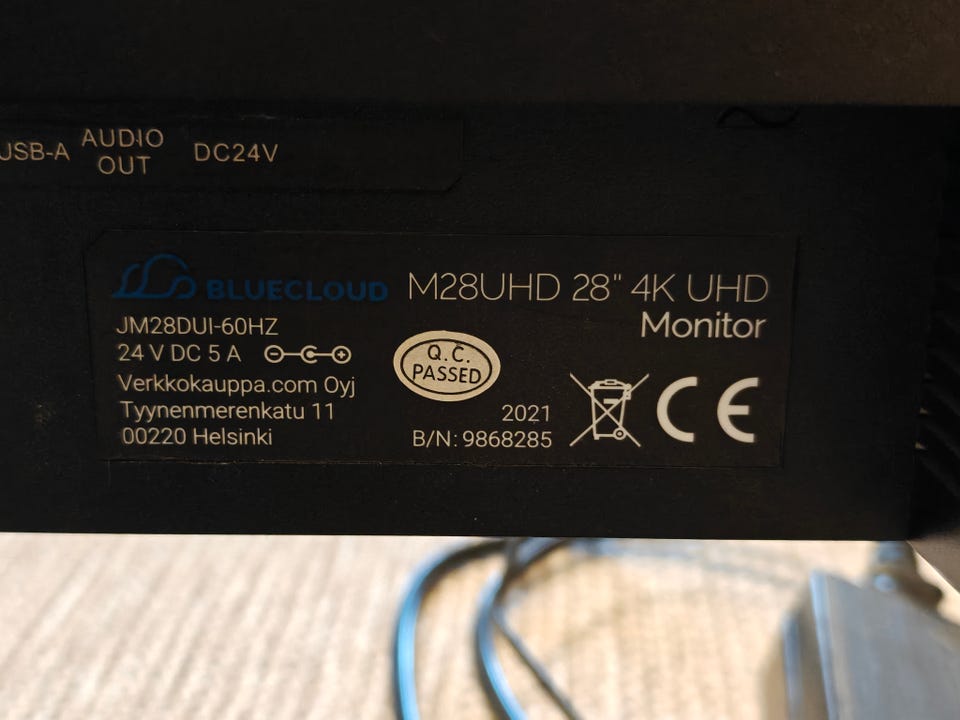 USB-A AUDIO OUT DC24V
BLUECLOUD M28UHD 28" 4K UHD
Monitor
JM28DUI-60HZ
24 V DC 5 A
Verkkokauppa.com Oyj
Tyynenmerenkatu 11
00220 Helsinki
Q.C.
PASSED
2021
B/N: 9868285
CE